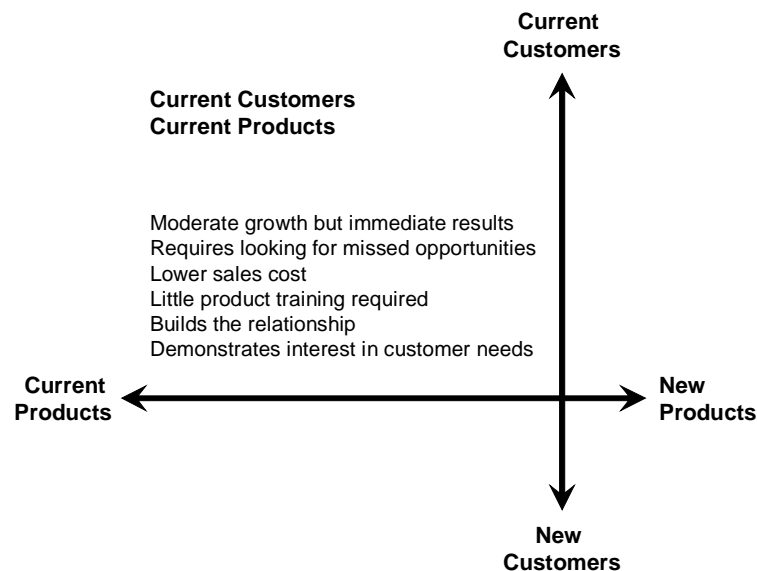 Current
Customers
Current Customers
Current Products
Moderate growth but immediate results
Requires looking for missed opportunities
Lower sales cost
Little product training required
Builds the relationship
Demonstrates interest in customer needs
Current
Products
New
Products
New
Customers